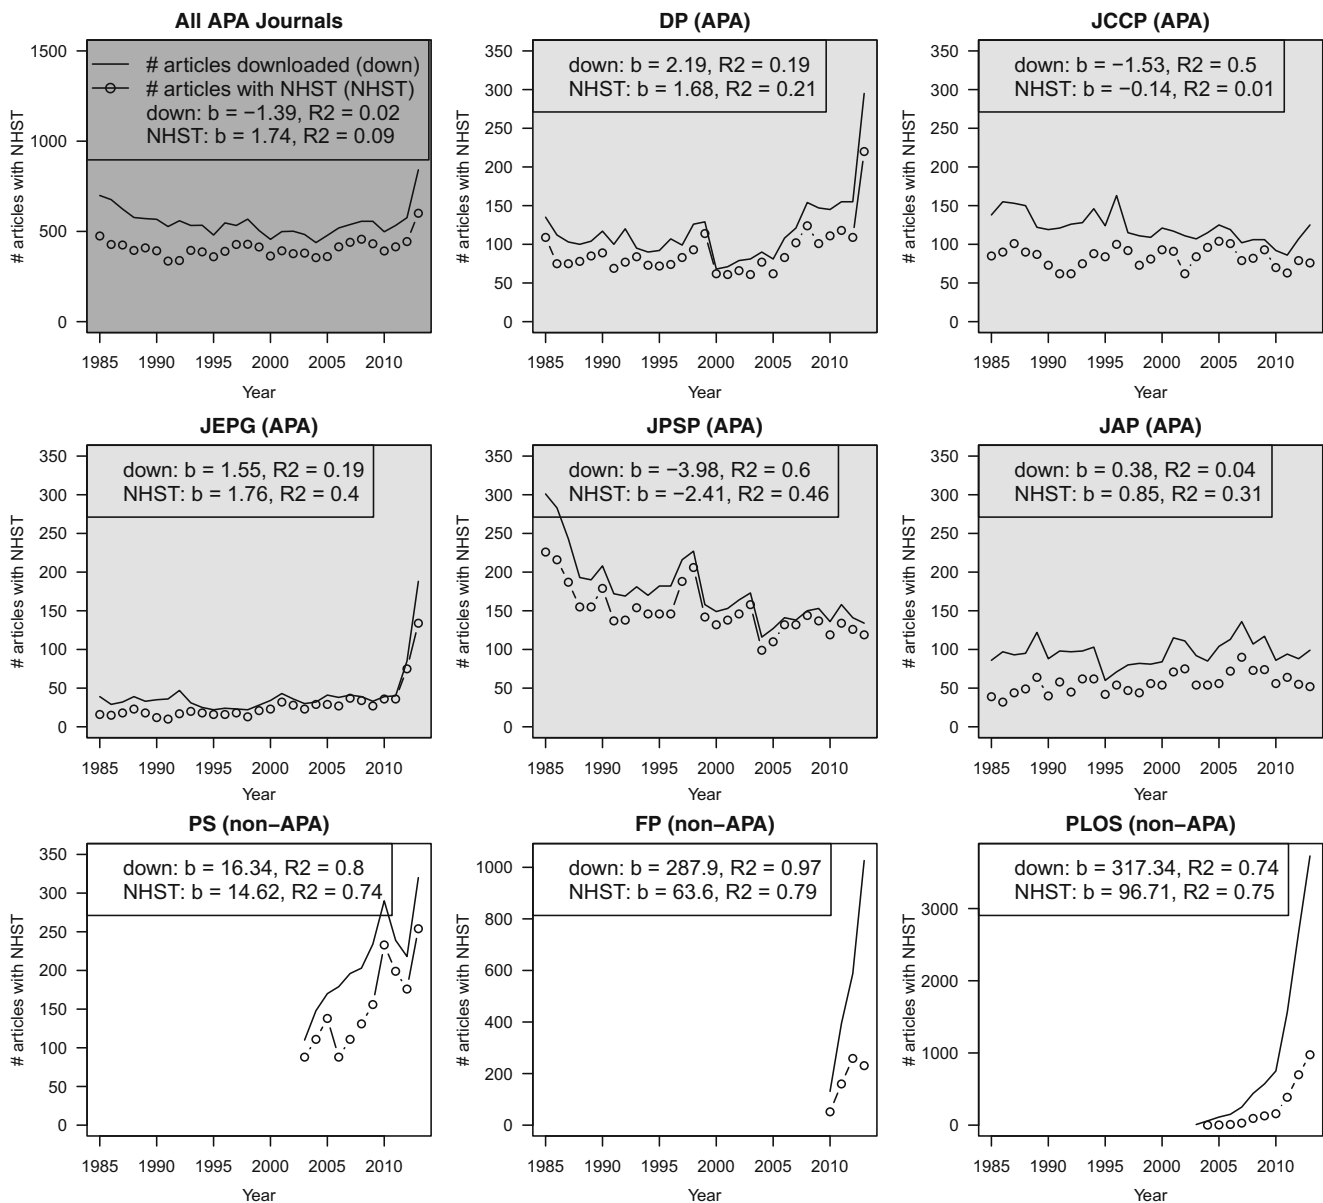 All APA Journals
# articles with NHST
1500
1000
500
0
# articles downloaded (down)
# articles with NHST (NHST)
down: b = −1.39, R2 = 0.02
NHST: b = 1.74, R2 = 0.09
1985 1990 1995 2000 2005 2010
Year
DP (APA)
# articles with NHST
350
300
250
200
150
100
50
0
down: b = 2.19, R2 = 0.19
NHST: b = 1.68, R2 = 0.21
1985 1990 1995 2000 2005 2010
Year
JCCP (APA)
# articles with NHST
350
300
250
200
150
100
50
0
down: b = −1.53, R2 = 0.5
NHST: b = −0.14, R2 = 0.01
1985 1990 1995 2000 2005 2010
Year
JEPG (APA)
# articles with NHST
350
300
250
200
150
100
50
0
down: b = 1.55, R2 = 0.19
NHST: b = 1.76, R2 = 0.4
1985 1990 1995 2000 2005 2010
Year
JPSP (APA)
# articles with NHST
350
300
250
200
150
100
50
0
down: b = −3.98, R2 = 0.6
NHST: b = −2.41, R2 = 0.46
1985 1990 1995 2000 2005 2010
Year
JAP (APA)
# articles with NHST
350
300
250
200
150
100
50
0
down: b = 0.38, R2 = 0.04
NHST: b = 0.85, R2 = 0.31
1985 1990 1995 2000 2005 2010
Year
PS (non−APA)
# articles with NHST
350
300
250
200
150
100
50
0
down: b = 16.34, R2 = 0.8
NHST: b = 14.62, R2 = 0.74
1985 1990 1995 2000 2005 2010
Year
FP (non−APA)
# articles with NHST
1000
800
600
400
200
0
down: b = 287.9, R2 = 0.97
NHST: b = 63.6, R2 = 0.79
1985 1990 1995 2000 2005 2010
Year
PLOS (non−APA)
# articles with NHST
3000
2000
1000
0
down: b = 317.34, R2 = 0.74
NHST: b = 96.71, R2 = 0.75
1985 1990 1995 2000 2005 2010
Year